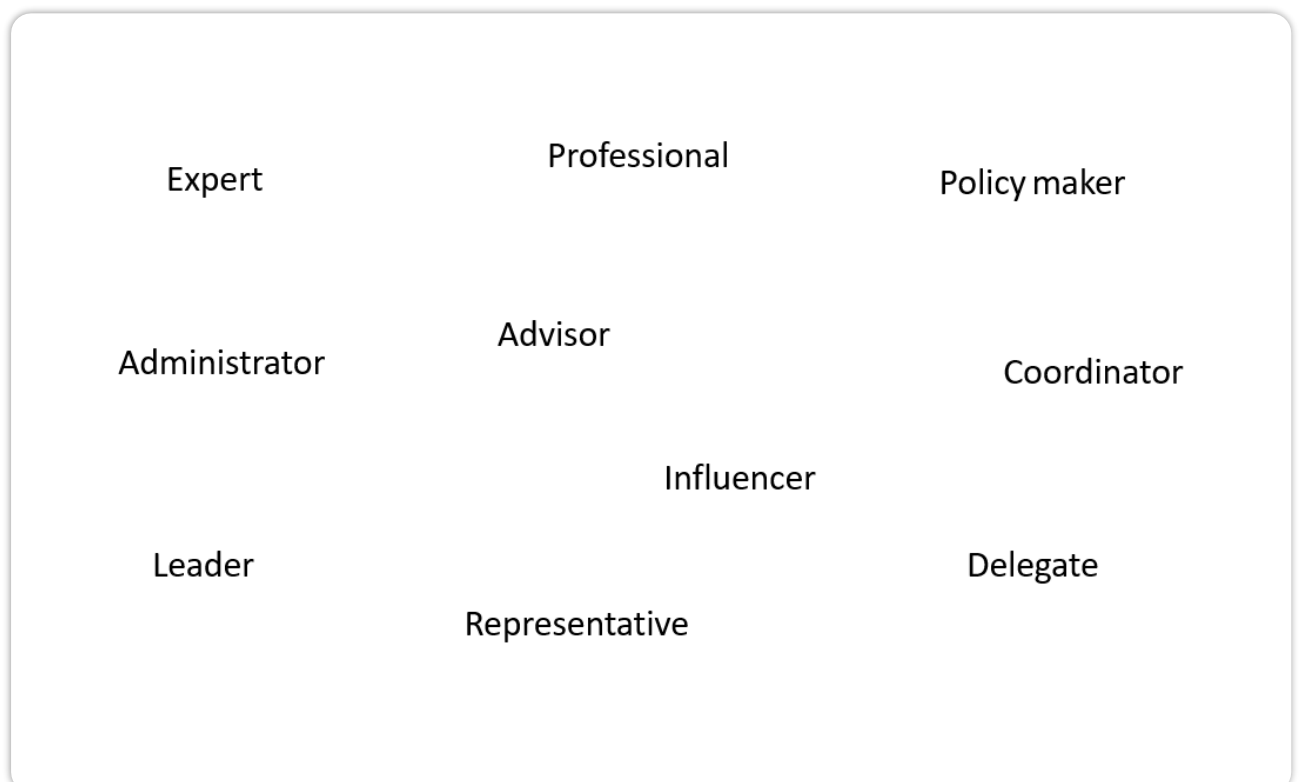 Professional
Expert
Policy maker
Advisor
Administrator
Coordinator
Influencer
Leader
Delegate
Representative